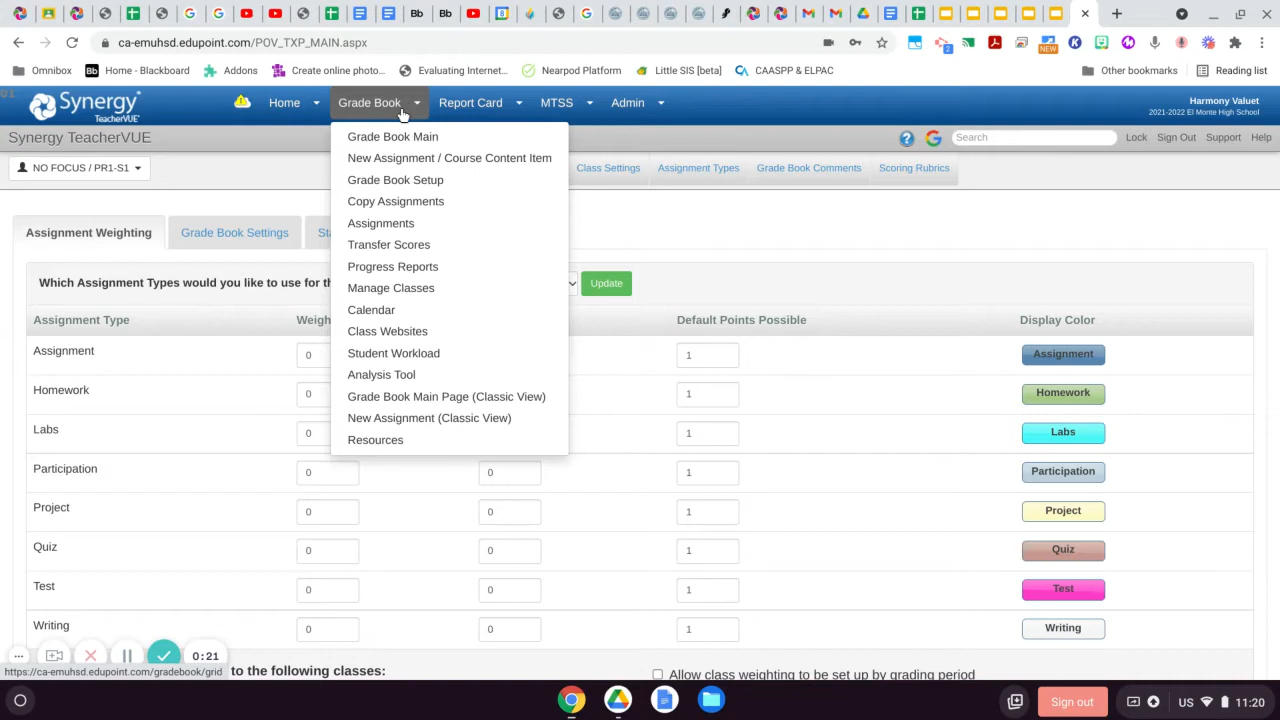 ca-emuhsd.edupoint.com/POV_TXP_MAIN.aspx
2
NEW
Omnibox
Bb Home - Blackboard
Addons
Create online photo...
Evaluating Internet...
Nearpod Platform
Little SIS [beta]
CAASPP & ELPAC
Other bookmarks
Reading list
Synergy
Home
Grade Book
Report Card
MTSS
Admin
Harmony Valuet
2021-2022 El Monte High School
Synergy TeacherVUE
Search
Lock
Sign Out
Support
Help
NO FOCUS / PR1-S1
Class Settings
Assignment Types
Grade Book Comments
Scoring Rubrics
Grade Book Main
New Assignment / Course Content Item
Grade Book Setup
Copy Assignments
Assignments
Transfer Scores
Progress Reports
Manage Classes
Calendar
Class Websites
Student Workload
Analysis Tool
Grade Book Main Page (Classic View)
New Assignment (Classic View)
Resources
Assignment Weighting
Grade Book Settings
Sta
Which Assignment Types would you like to use for th
Update
Assignment Type
Weigh
Default Points Possible
Display Color
Assignment 0 1 Assignment
Homework 0 1 Homework
Labs 0 1 Labs
Participation 0 0 1 Participation
Project 0 0 1 Project
Quiz 0 0 1 Quiz
Test 0 0 1 Test
Writing 0 0 1 Writing
0:21
https://ca-emuhsd.edupoint.com/gradebook/grid
to the following classes:
Allow class weighting to be set up by grading period
Sign out
US
11:20